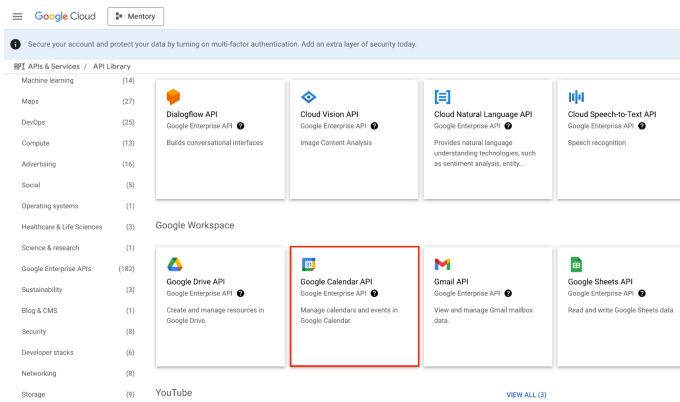 Google Cloud
Mentory
Secure your account and protect your data by turning on multi-factor authentication. Add an extra layer of security today.
API APIs & Services / API Library
Machine learning (14)
Maps (27)
DevOps (25)
Compute (13)
Advertising (16)
Social (5)
Operating systems (1)
Healthcare & Life Sciences (3)
Science & research (1)
Google Enterprise APIs (182)
Sustainability (3)
Blog & CMS (1)
Security (8)
Developer stacks (6)
Networking (8)
Storage (9)
Dialogflow API
Google Enterprise API
Builds conversational interfaces
Cloud Vision API
Google Enterprise API
Image Content Analysis
Cloud Natural Language API
Google Enterprise API
Provides natural language
understanding technologies, such
as sentiment analysis, entity...
Cloud Speech-to-Text API
Google Enterprise API
Speech recognition
Google Workspace
Google Drive API
Google Enterprise API
Create and manage resources in
Google Drive.
31
Google Calendar API
Google Enterprise API
Manage calendars and events in
Google Calendar.
Gmail API
Google Enterprise API
View and manage Gmail mailbox
data.
Google Sheets API
Google Enterprise API
Read and write Google Sheets data
YouTube
VIEW ALL (3)